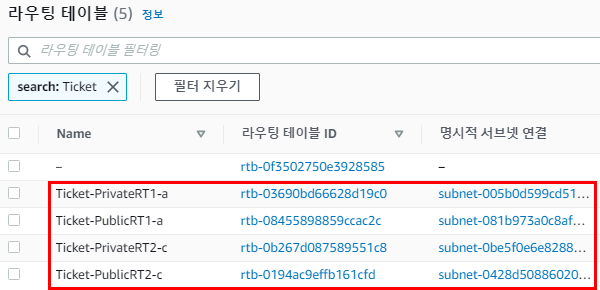 라우팅 테이블 (5) 정보
라우팅 테이블 필터링
search: Ticket
필터 지우기
Name 라우팅 테이블 ID 명시적 서브넷 연결
– rtb-0f3502750e3928585 –
Ticket-PrivateRT1-a rtb-03690bd66628d19c0 subnet-005b0d599cd51...
Ticket-PublicRT1-a rtb-08455898859ccac2c subnet-081b973a0c8af...
Ticket-PrivateRT2-c rtb-0b267d087589551c8 subnet-0be5f0e6e8288...
Ticket-PublicRT2-c rtb-0194ac9effb161cfd subnet-0428d50886020...